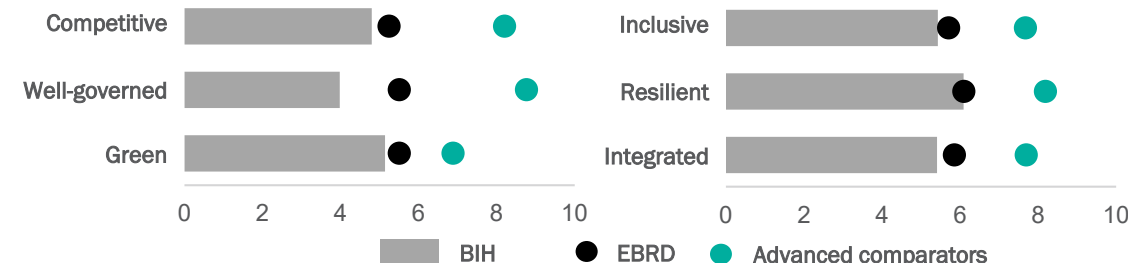 Competitive
Well-governed
Green
0 2 4 6 8 10
Inclusive
Resilient
Integrated
0 2 4 6 8 10
BIH EBRD Advanced comparators